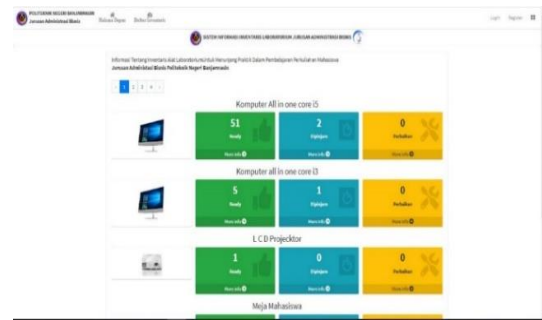 POLITEKNIK NEGERI BANJARMASIN
Jurusan Administrasi Bisnis
Halaman Depan
Daftar Inventaris
Login
Register
SISTEM INFORMASI INVENTARIS LABORATORIUM JURUSAN ADMINISTRASI BISNIS
Informasi Tentang Inventaris Alat Laboratorium Untuk Menunjang Praktik Dalam Pembelajaran Perkuliahan Mahasiswa
Jurusan Administrasi Bisnis Politeknik Negeri Banjarmasin
‹ 1 2 3 4 ›
Komputer All in one core i5
51
Ready
More info
2
Dipinjam
More info
0
Perbaikan
More info
Komputer all in one core i3
5
Ready
More info
1
Dipinjam
More info
0
Perbaikan
More info
L C D Projecktor
1
Ready
More info
0
Dipinjam
More info
0
Perbaikan
More info
Meja Mahasiswa